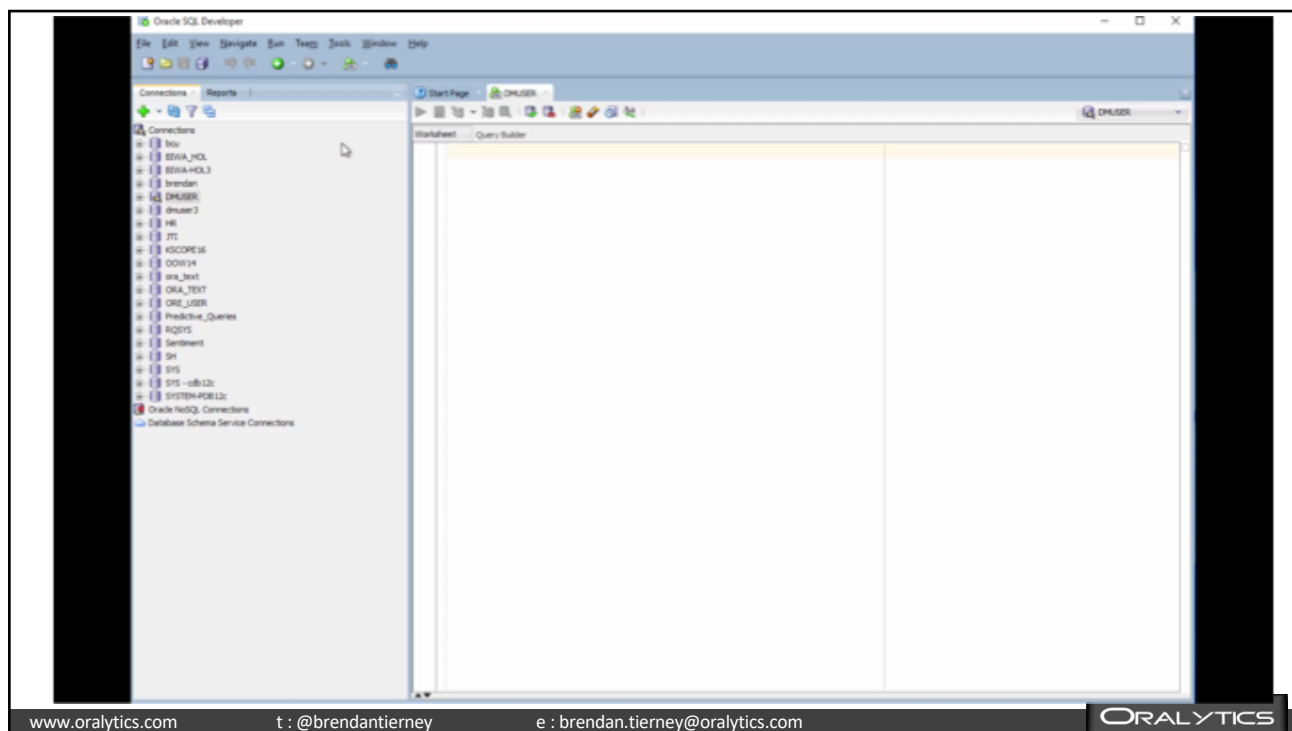 Oracle SQL Developer
File Edit View Navigate Run Team Tools Window Help
Connections Reports
Start Page DMUSER
DMUSER
Worksheet Query Builder
Connections
bcu
BIWA_HOL
BIWA-HOL3
brendan
DMUSER
dmuser3
HR
JTI
KSCOPE16
OOW14
ora_text
ORA_TEXT
ORE_USER
Predictive_Queries
RQSYS
Sentiment
SH
SYS
SYS - cdb12c
SYSTEM-PDB12c
Oracle NoSQL Connections
Database Schema Service Connections
www.oralytics.com t : @brendantierney e : brendan.tierney@oralytics.com ORALYTICS